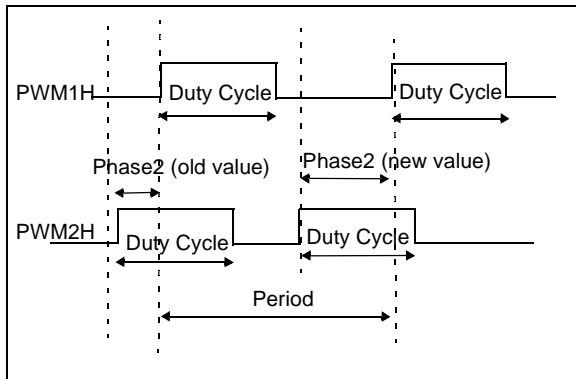 PWM1H
Duty Cycle
Duty Cycle
Phase2 (old value)
Phase2 (new value)
PWM2H
Duty Cycle
Duty Cycle
Period